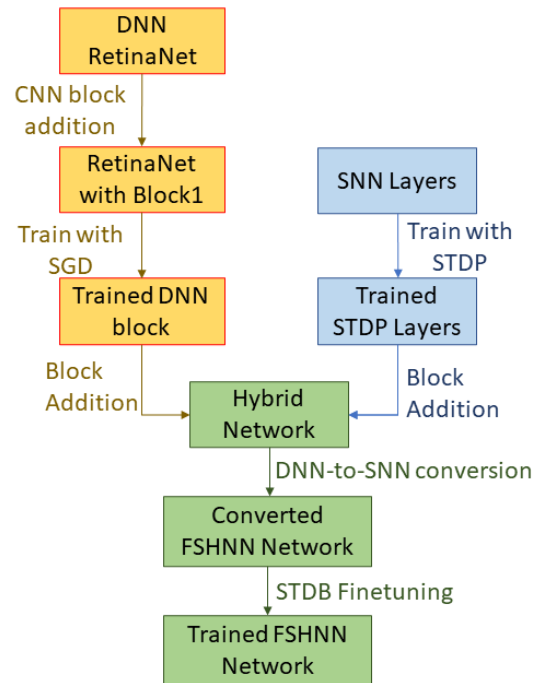 DNN
RetinaNet
CNN block
addition
RetinaNet
with Block1
SNN Layers
Train with
SGD
Train with
STDP
Trained DNN
block
Trained
STDP Layers
Block
Addition
Block
Addition
Hybrid
Network
DNN-to-SNN conversion
Converted
FSHNN Network
STDB Finetuning
Trained FSHNN
Network